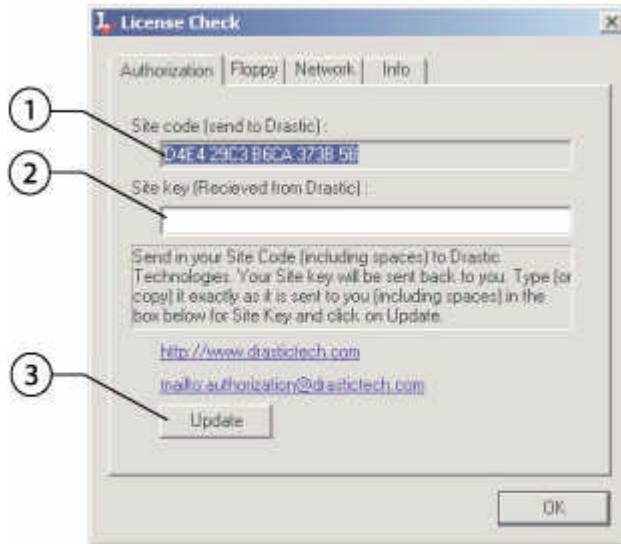 License Check
Authorization Floppy Network Info
1
Site code (send to Drastic) :
D4E4 29C3 B6CA 3738 5B
2
Site key (Recieved from Drastic) :
Send in your Site Code (including spaces) to Drastic
Technologies. Your Site key will be sent back to you. Type (or
copy) it exactly as it is sent to you (including spaces) in the
box below for Site Key and click on Update.
http://www.drastictech.com
3
mailto:authorization@drastictech.com
Update
OK